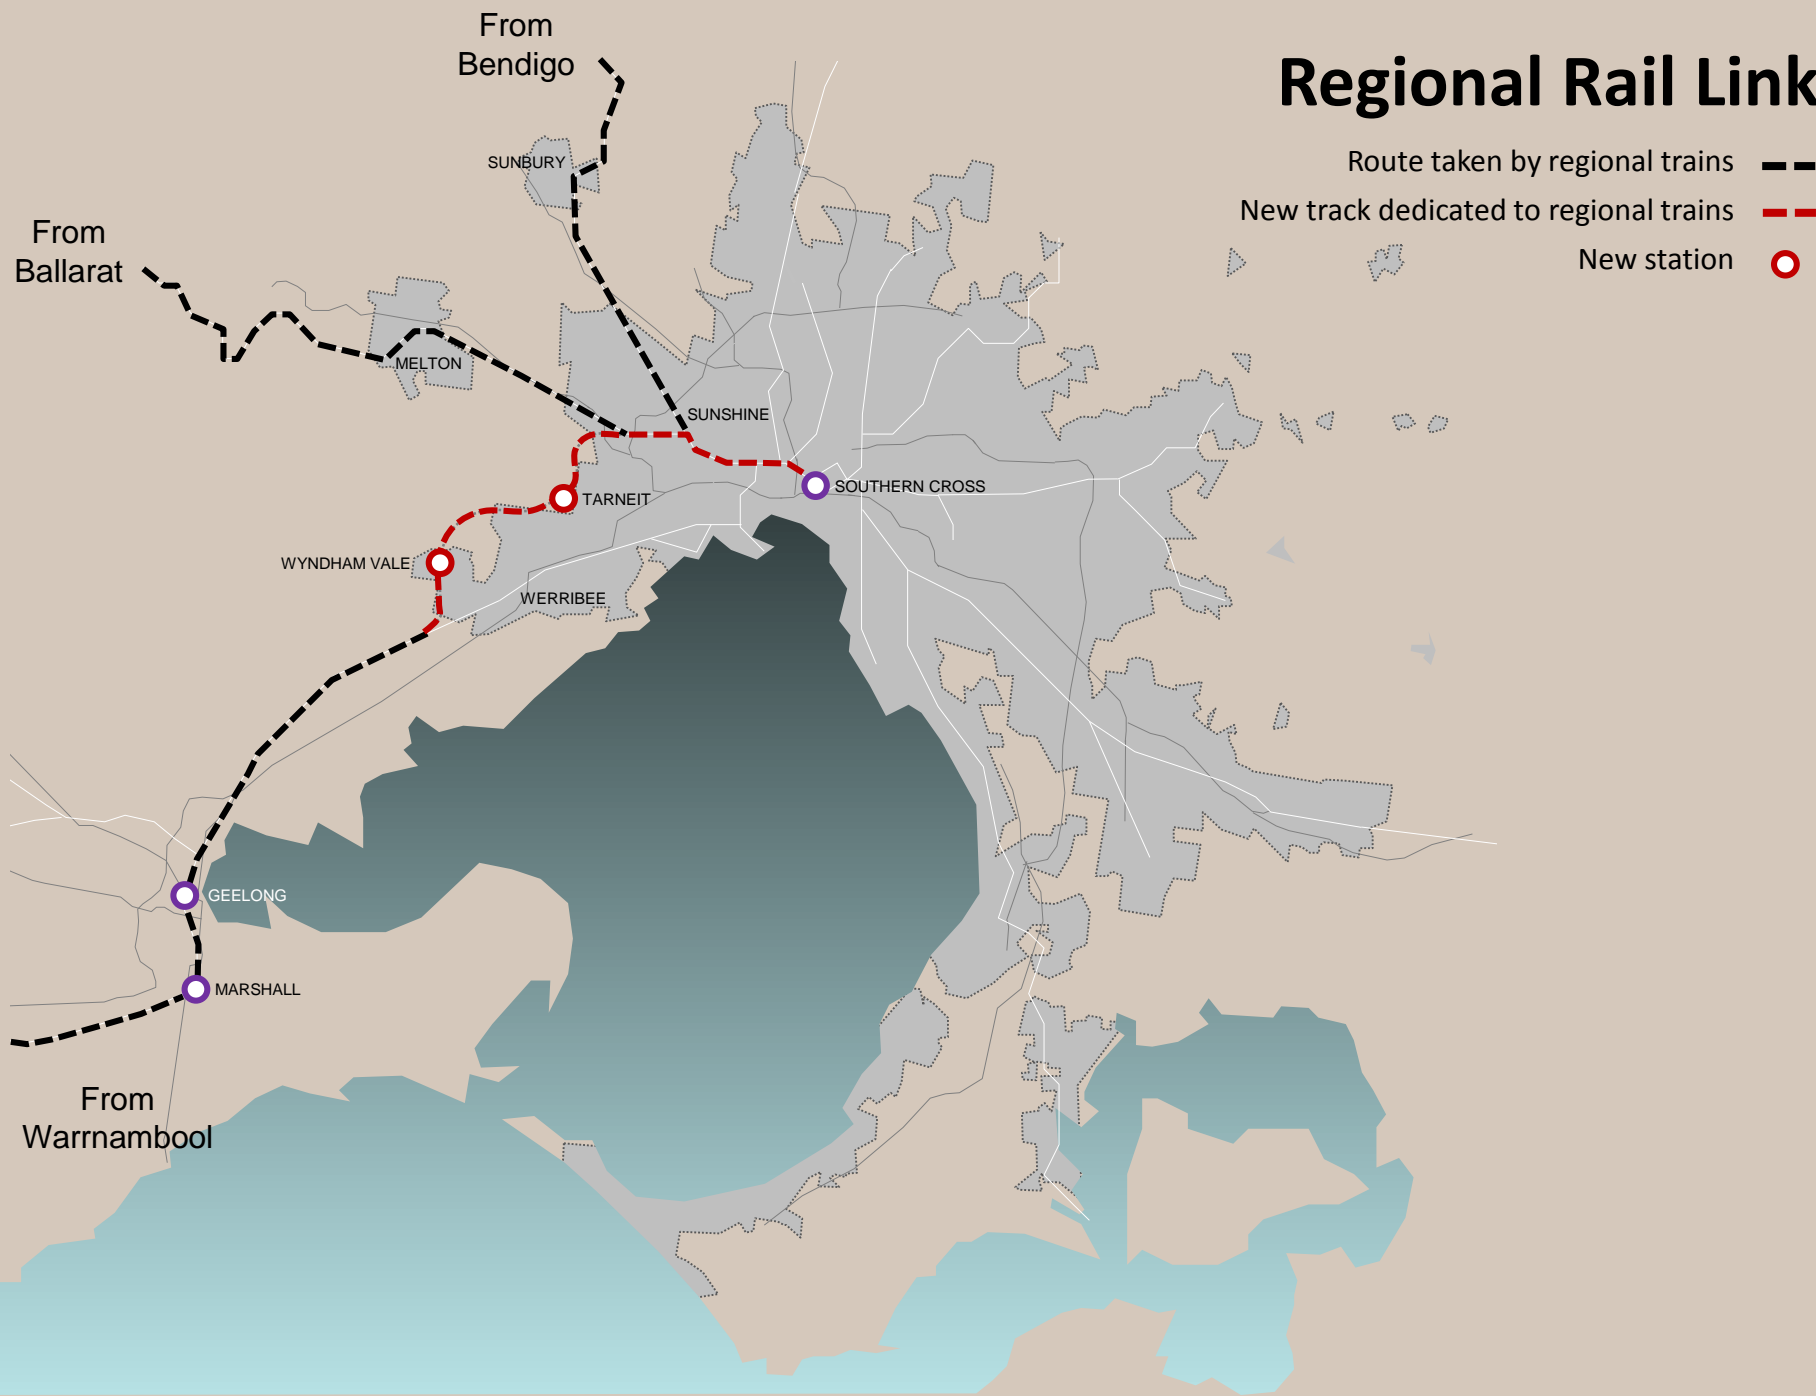 From
Bendigo
Regional Rail Link
Route taken by regional trains
SUNBURY
New track dedicated to regional trains
From
Ballarat
New station
MELTON
SUNSHINE
SOUTHERN CROSS
TARNEIT
WYNDHAM VALE
WERRIBEE
GEELONG
MARSHALL
From
Warrnambool